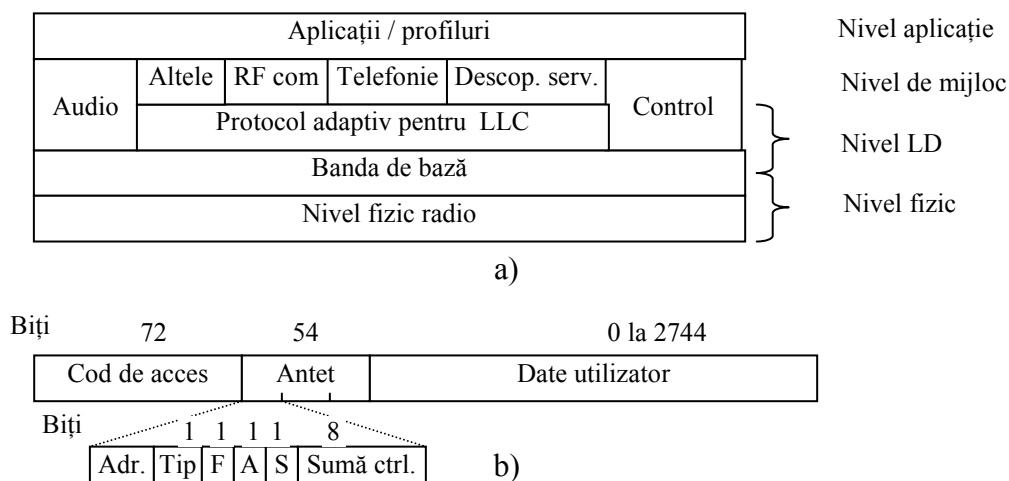 Aplicații / profiluri
Nivel aplicație
Altele RF com Telefonie Descop. serv.
Nivel de mijloc
Audio
Control
Protocol adaptiv pentru LLC
Nivel LD
Banda de bază
Nivel fizic radio
Nivel fizic
a)
Biți 72 54 0 la 2744
Cod de acces Antet Date utilizator
Biți 1 1 1 1 8
Adr. Tip F A S Sumă ctrl.
b)